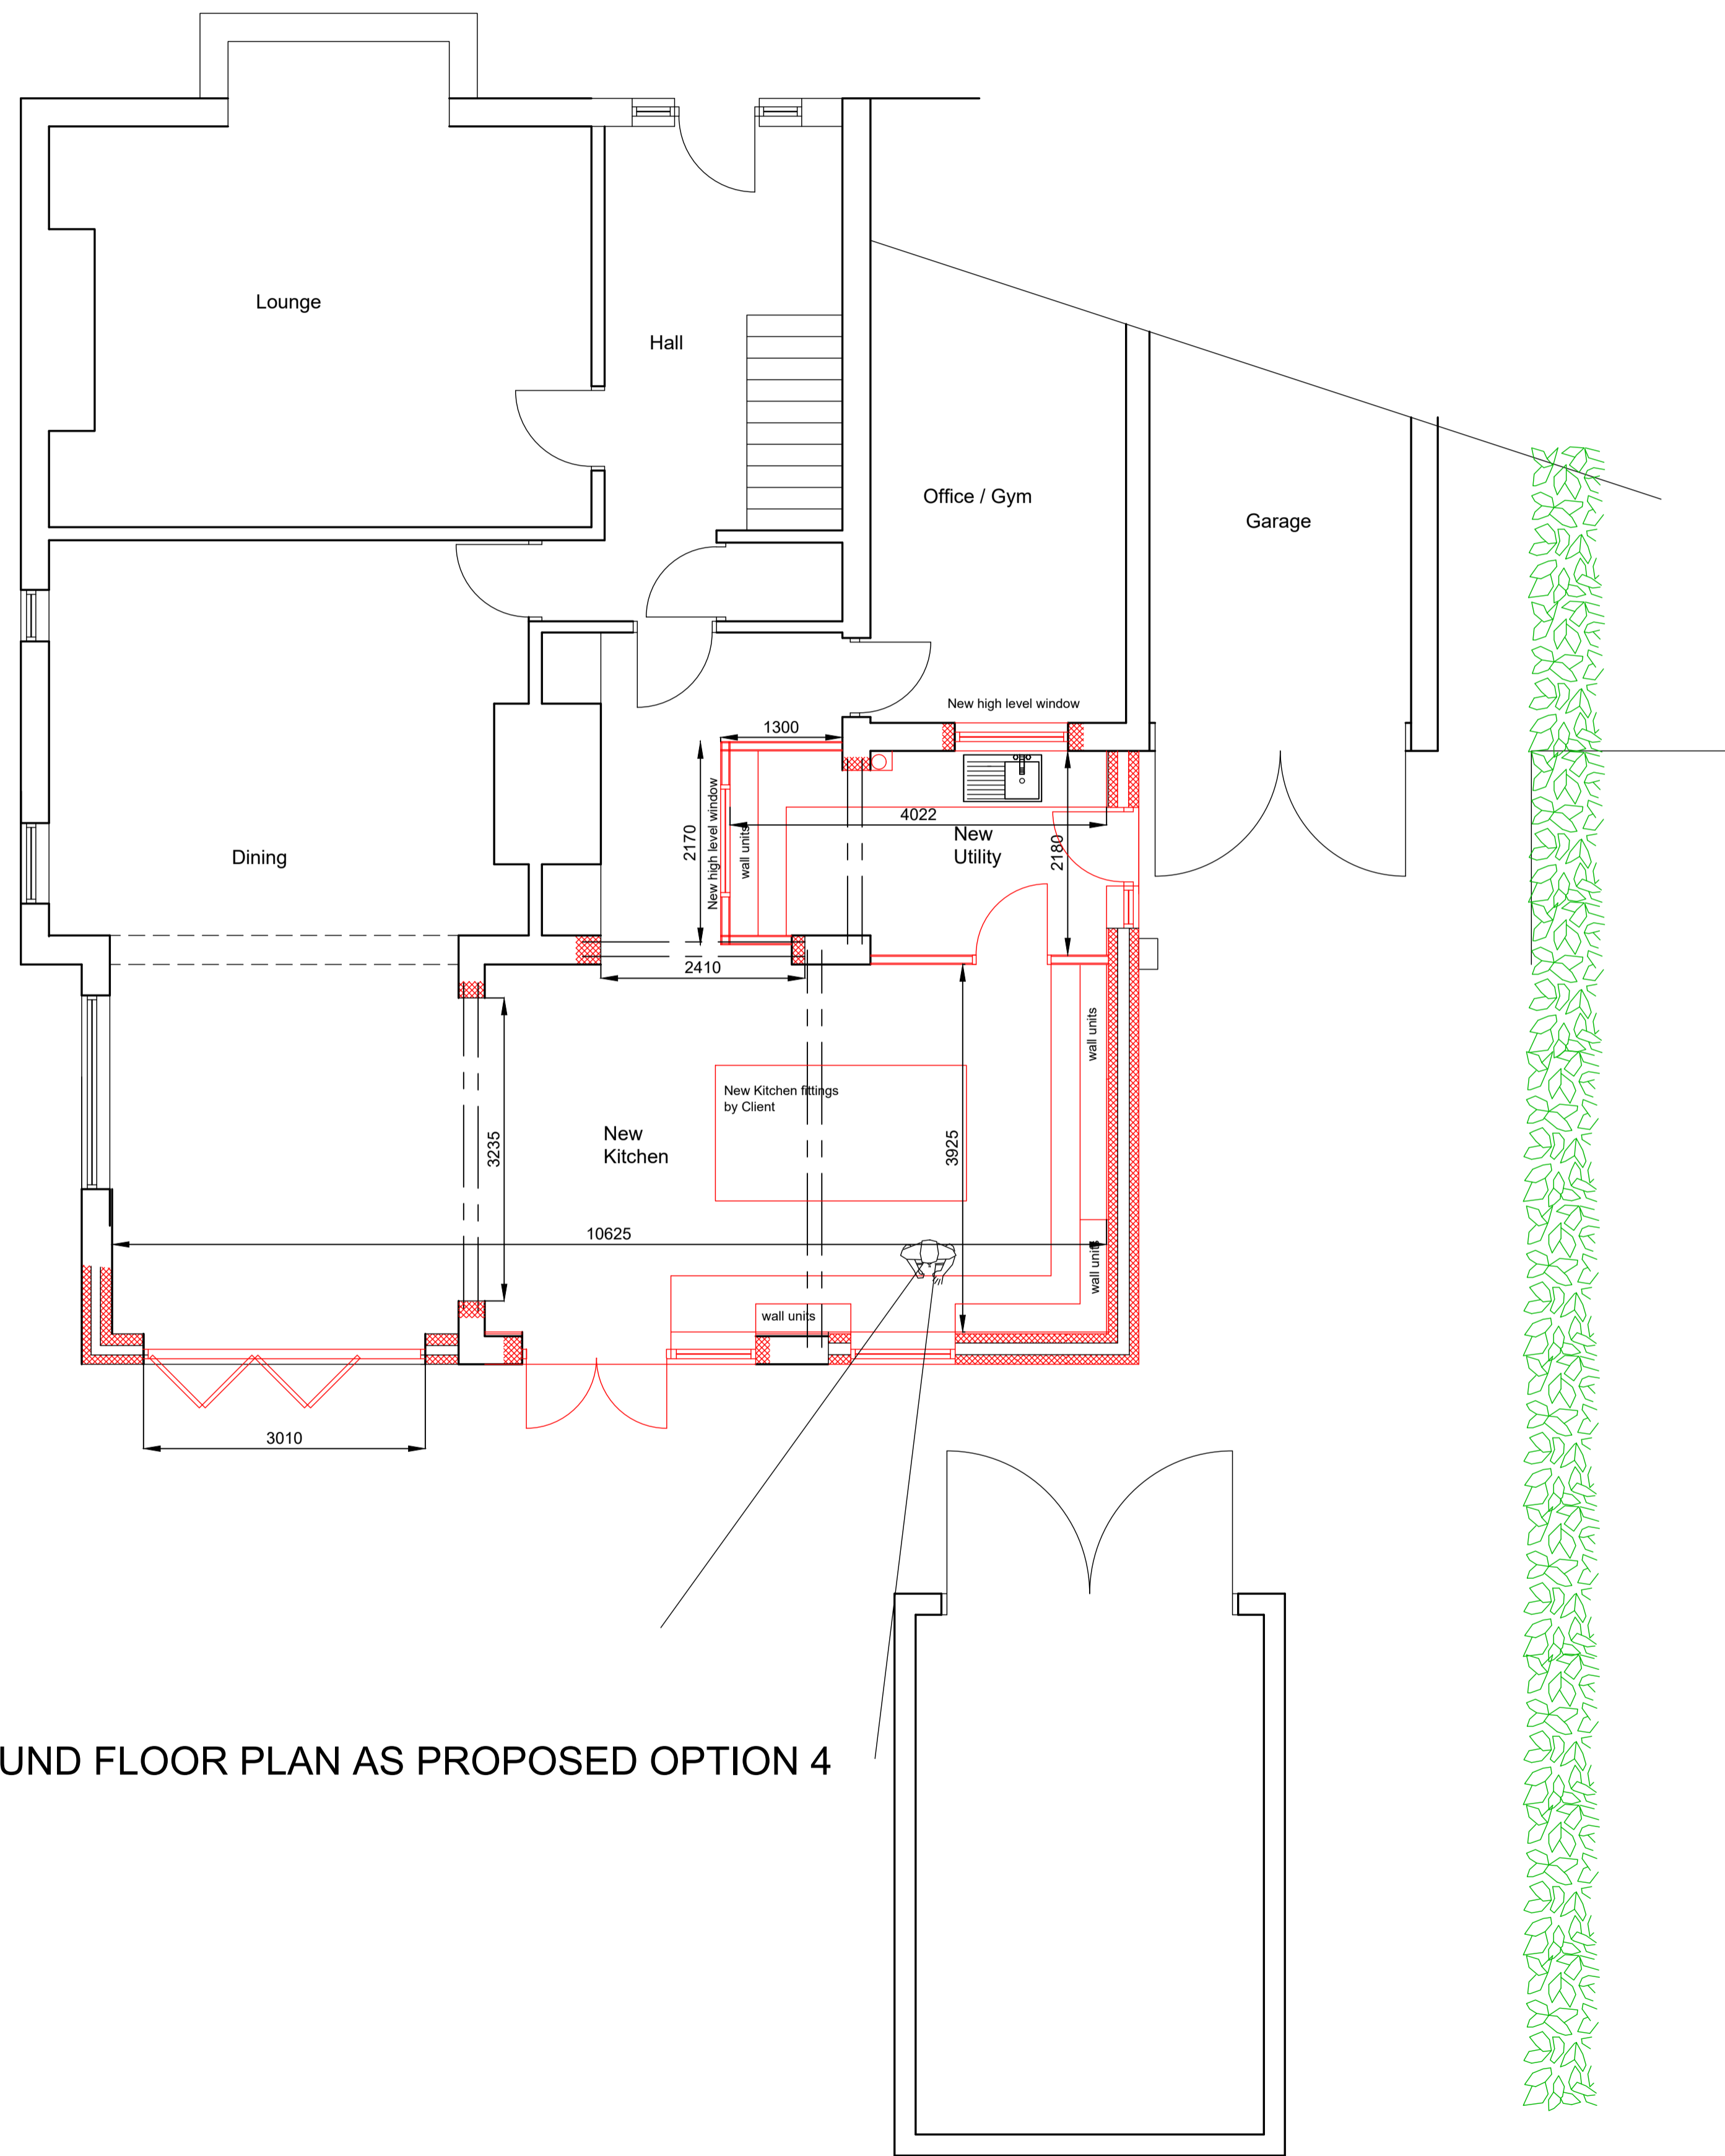 Lounge
Hall
Office / Gym
Garage
New high level window
1300
2170
New high level window
wall units
4022
New
Utility
2180
Dining
2410
wall units
New Kitchen fittings
by Client
New
Kitchen
3235
3925
10625
wall units
wall units
3010
UND FLOOR PLAN AS PROPOSED OPTION 4